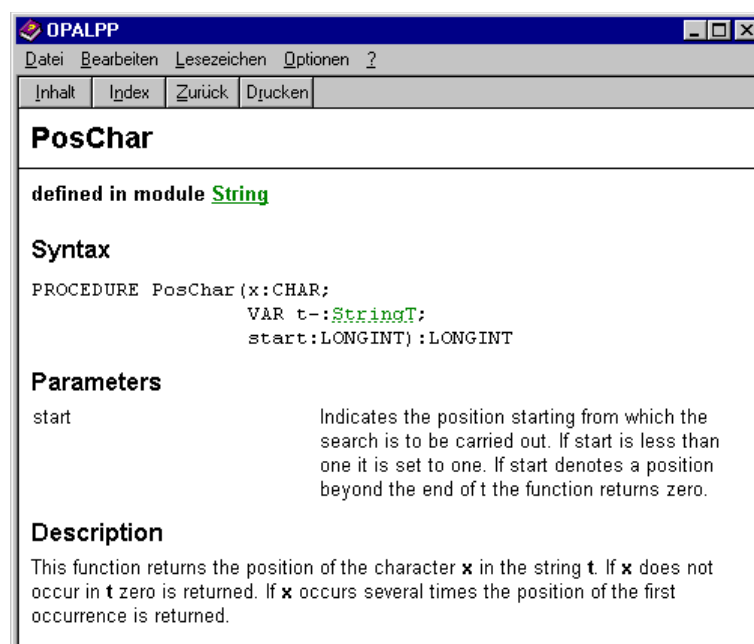 OPALPP
Datei Bearbeiten Lesezeichen Optionen ?
Inhalt Index Zurück Drucken
PosChar
defined in module String
Syntax
PROCEDURE PosChar(x:CHAR;
VAR t-:StringT;
start:LONGINT):LONGINT
Parameters
start Indicates the position starting from which the
search is to be carried out. If start is less than
one it is set to one. If start denotes a position
beyond the end of t the function returns zero.
Description
This function returns the position of the character x in the string t. If x does not
occur in t zero is returned. If x occurs several times the position of the first
occurrence is returned.